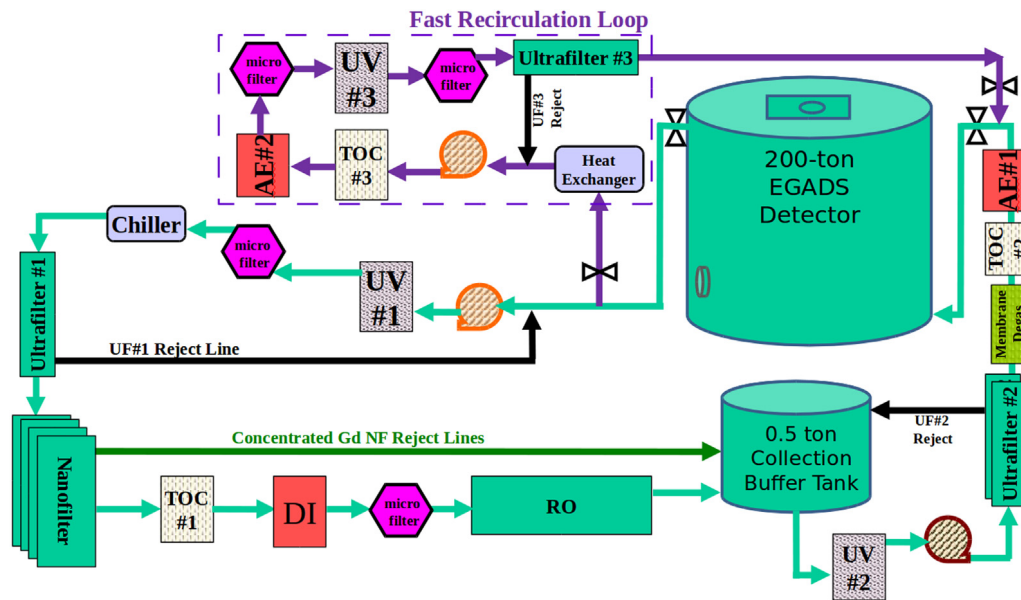 Fast Recirculation Loop
micro
filter
UV
#3
micro
filter
Ultrafilter #3
UF#3
Reject
AE#2
TOC
#3
Heat
Exchanger
200-ton
EGADS
Detector
AE#1
TOC
#2
Membrane
Degas
Chiller
micro
filter
UV
#1
Ultrafilter #1
UF#1 Reject Line
Ultrafilter #2
UF#2
Reject
0.5 ton
Collection
Buffer Tank
Concentrated Gd NF Reject Lines
Nanofilter
TOC
#1
DI
micro
filter
RO
UV
#2